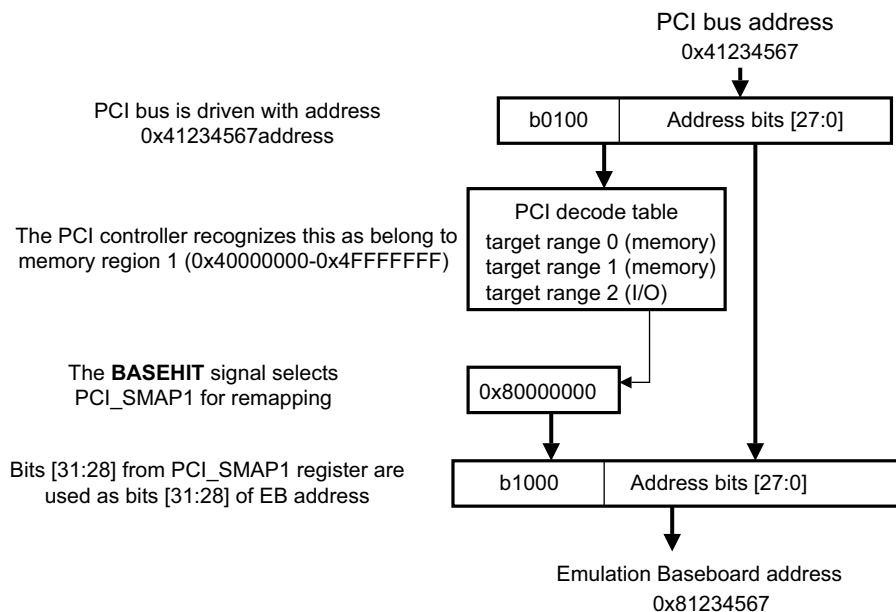 PCI bus address
0x41234567
PCI bus is driven with address
0x41234567address
b0100
Address bits [27:0]
The PCI controller recognizes this as belong to
memory region 1 (0x40000000-0x4FFFFFFF)
PCI decode table
target range 0 (memory)
target range 1 (memory)
target range 2 (I/O)
The BASEHIT signal selects
PCI_SMAP1 for remapping
0x80000000
Bits [31:28] from PCI_SMAP1 register are
used as bits [31:28] of EB address
b1000
Address bits [27:0]
Emulation Baseboard address
0x81234567